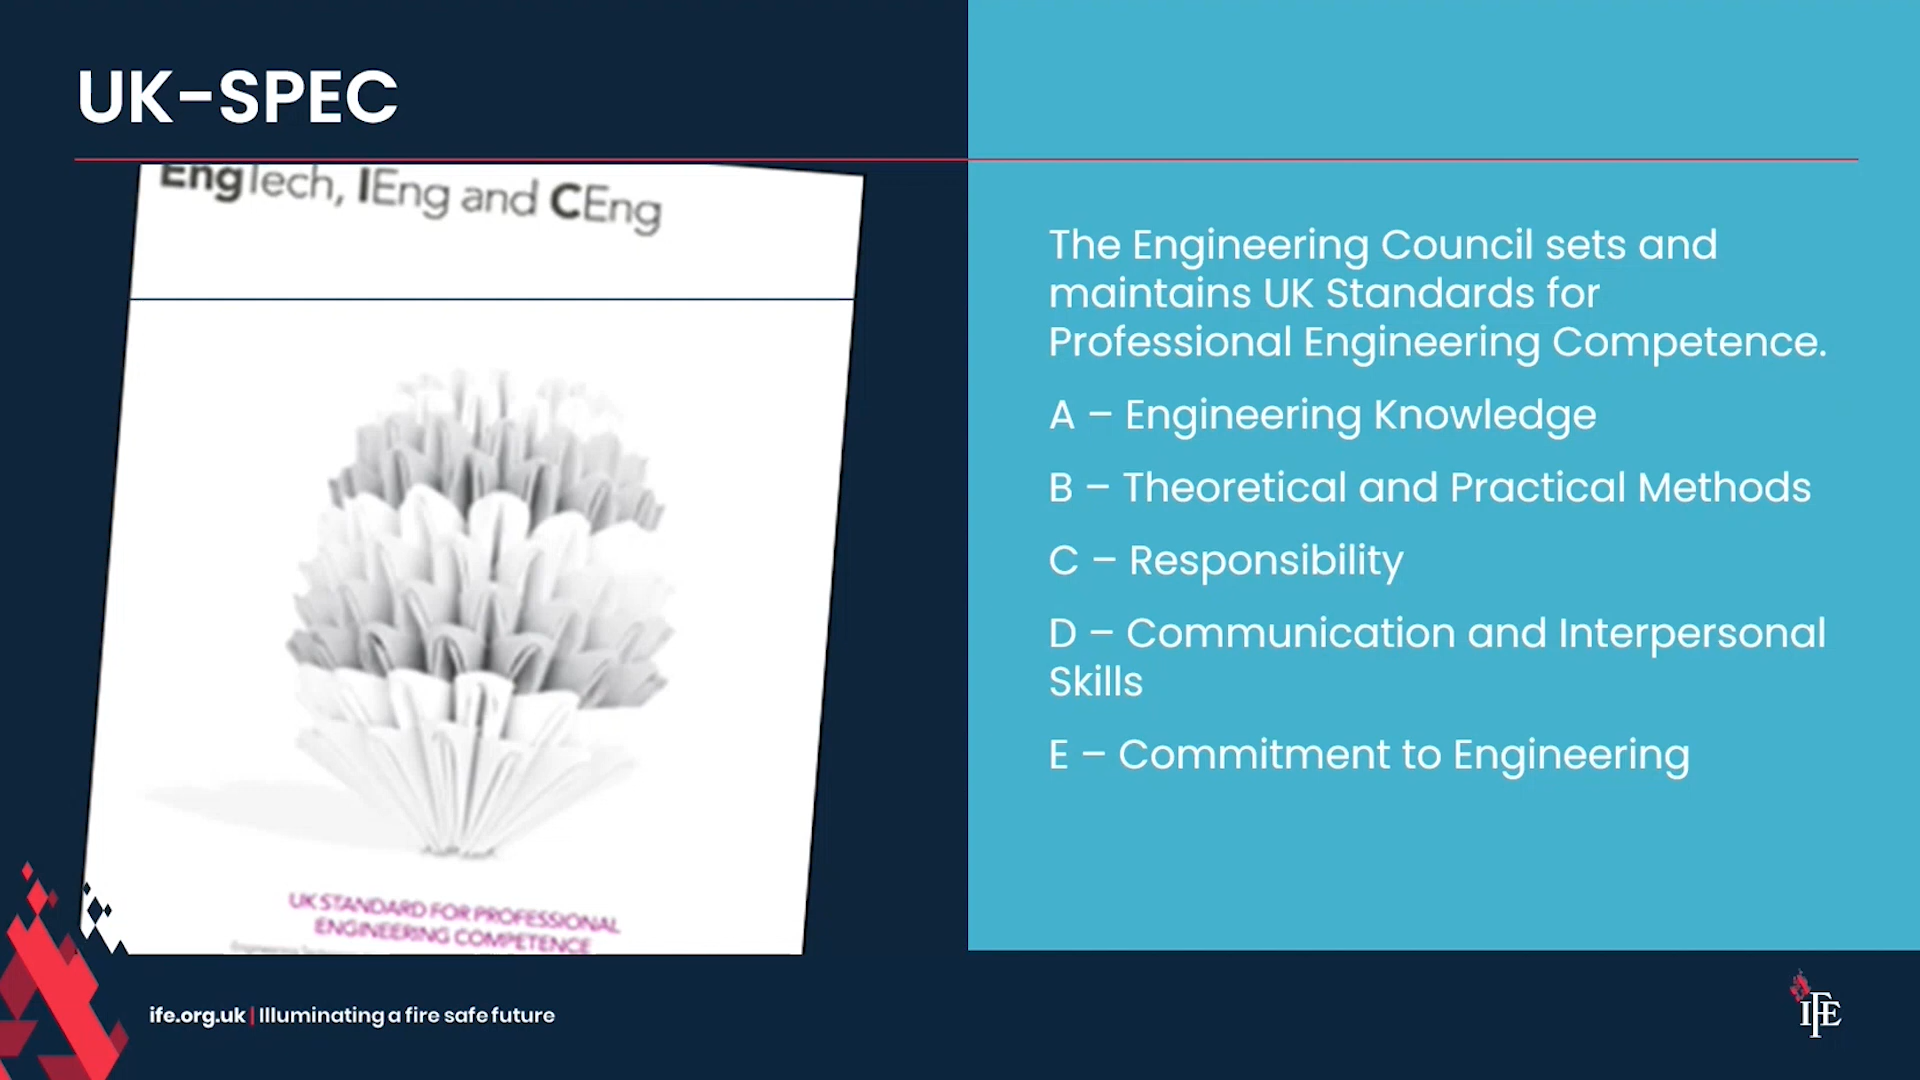 UK-SPEC
EngTech, IEng and CEng
UK STANDARD FOR PROFESSIONAL
ENGINEERING COMPETENCE
The Engineering Council sets and
maintains UK Standards for
Professional Engineering Competence.
A – Engineering Knowledge
B – Theoretical and Practical Methods
C – Responsibility
D – Communication and Interpersonal
Skills
E – Commitment to Engineering
ife.org.uk | Illuminating a fire safe future
IFE